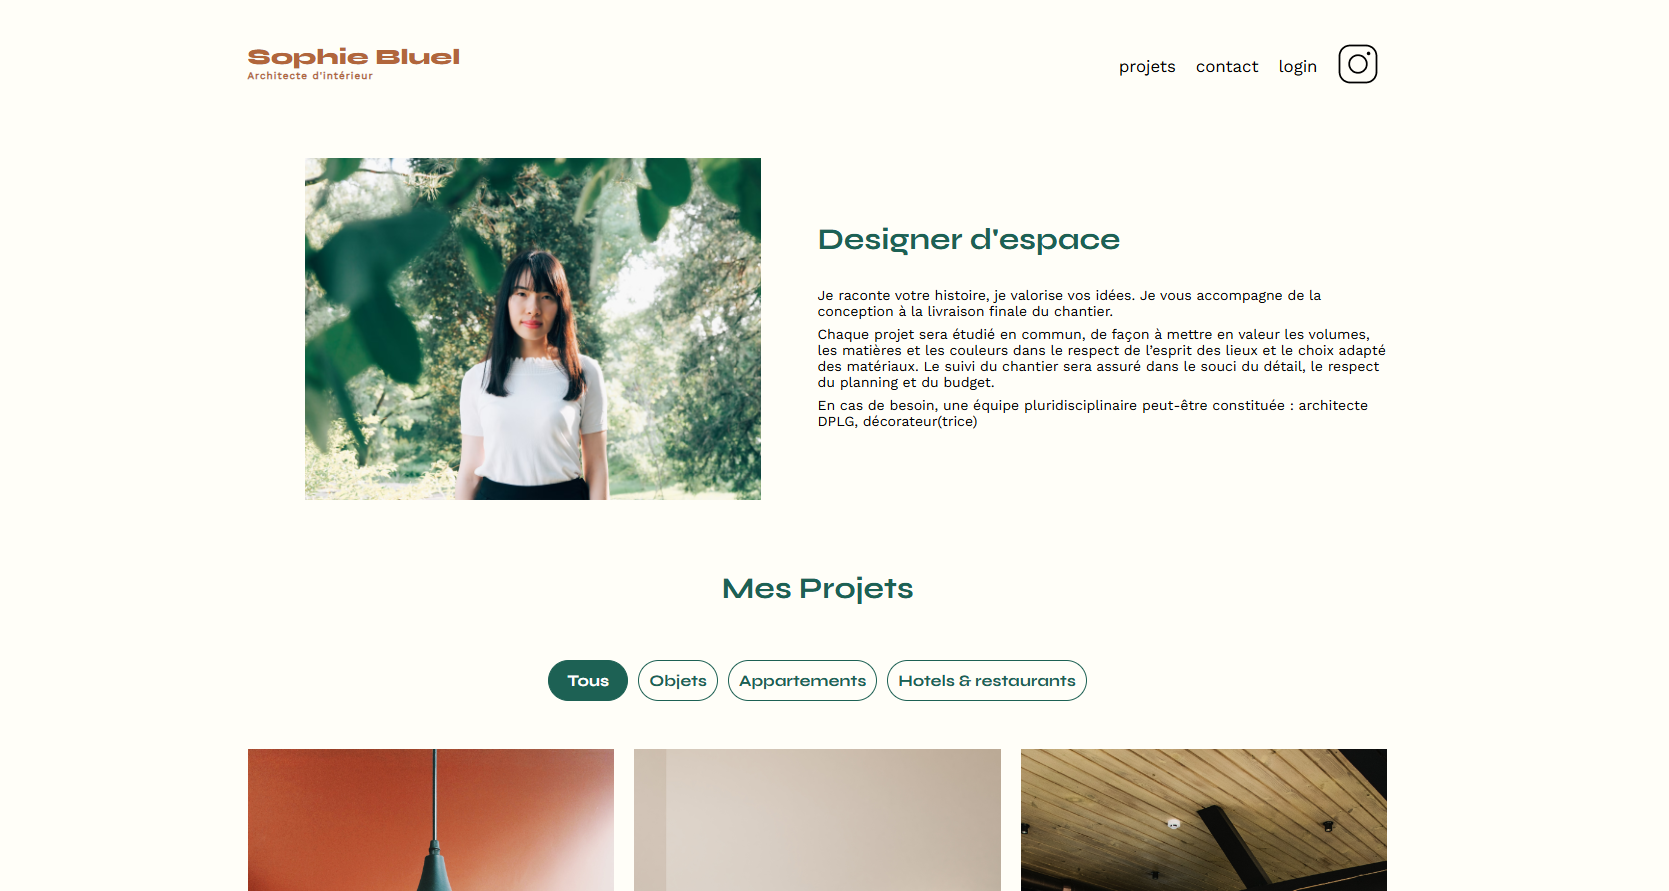 Sophie Bluel
Architecte d'intérieur
projets contact login
Designer d'espace
Je raconte votre histoire, je valorise vos idées. Je vous accompagne de la
conception à la livraison finale du chantier.
Chaque projet sera étudié en commun, de façon à mettre en valeur les volumes,
les matières et les couleurs dans le respect de l’esprit des lieux et le choix adapté
des matériaux. Le suivi du chantier sera assuré dans le souci du détail, le respect
du planning et du budget.
En cas de besoin, une équipe pluridisciplinaire peut-être constituée : architecte
DPLG, décorateur(trice)
Mes Projets
Tous Objets Appartements Hotels & restaurants